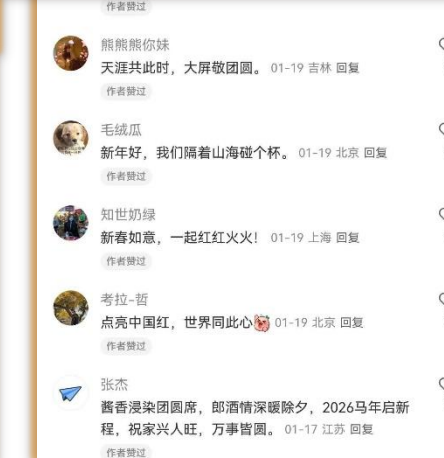 作者赞过
熊熊熊你妹
天涯共此时，大屏敬团圆。 01-19 吉林 回复
作者赞过
毛绒瓜
新年好，我们隔着山海碰个杯。 01-19 北京 回复
作者赞过
知世奶绿
新春如意，一起红红火火！ 01-19 上海 回复
作者赞过
考拉-哲
点亮中国红，世界同此心 01-19 北京 回复
作者赞过
张杰
酱香浸染团圆席，郎酒情深暖除夕，2026马年启新
程，祝家兴人旺，万事皆圆。 01-17 江苏 回复
作者赞过